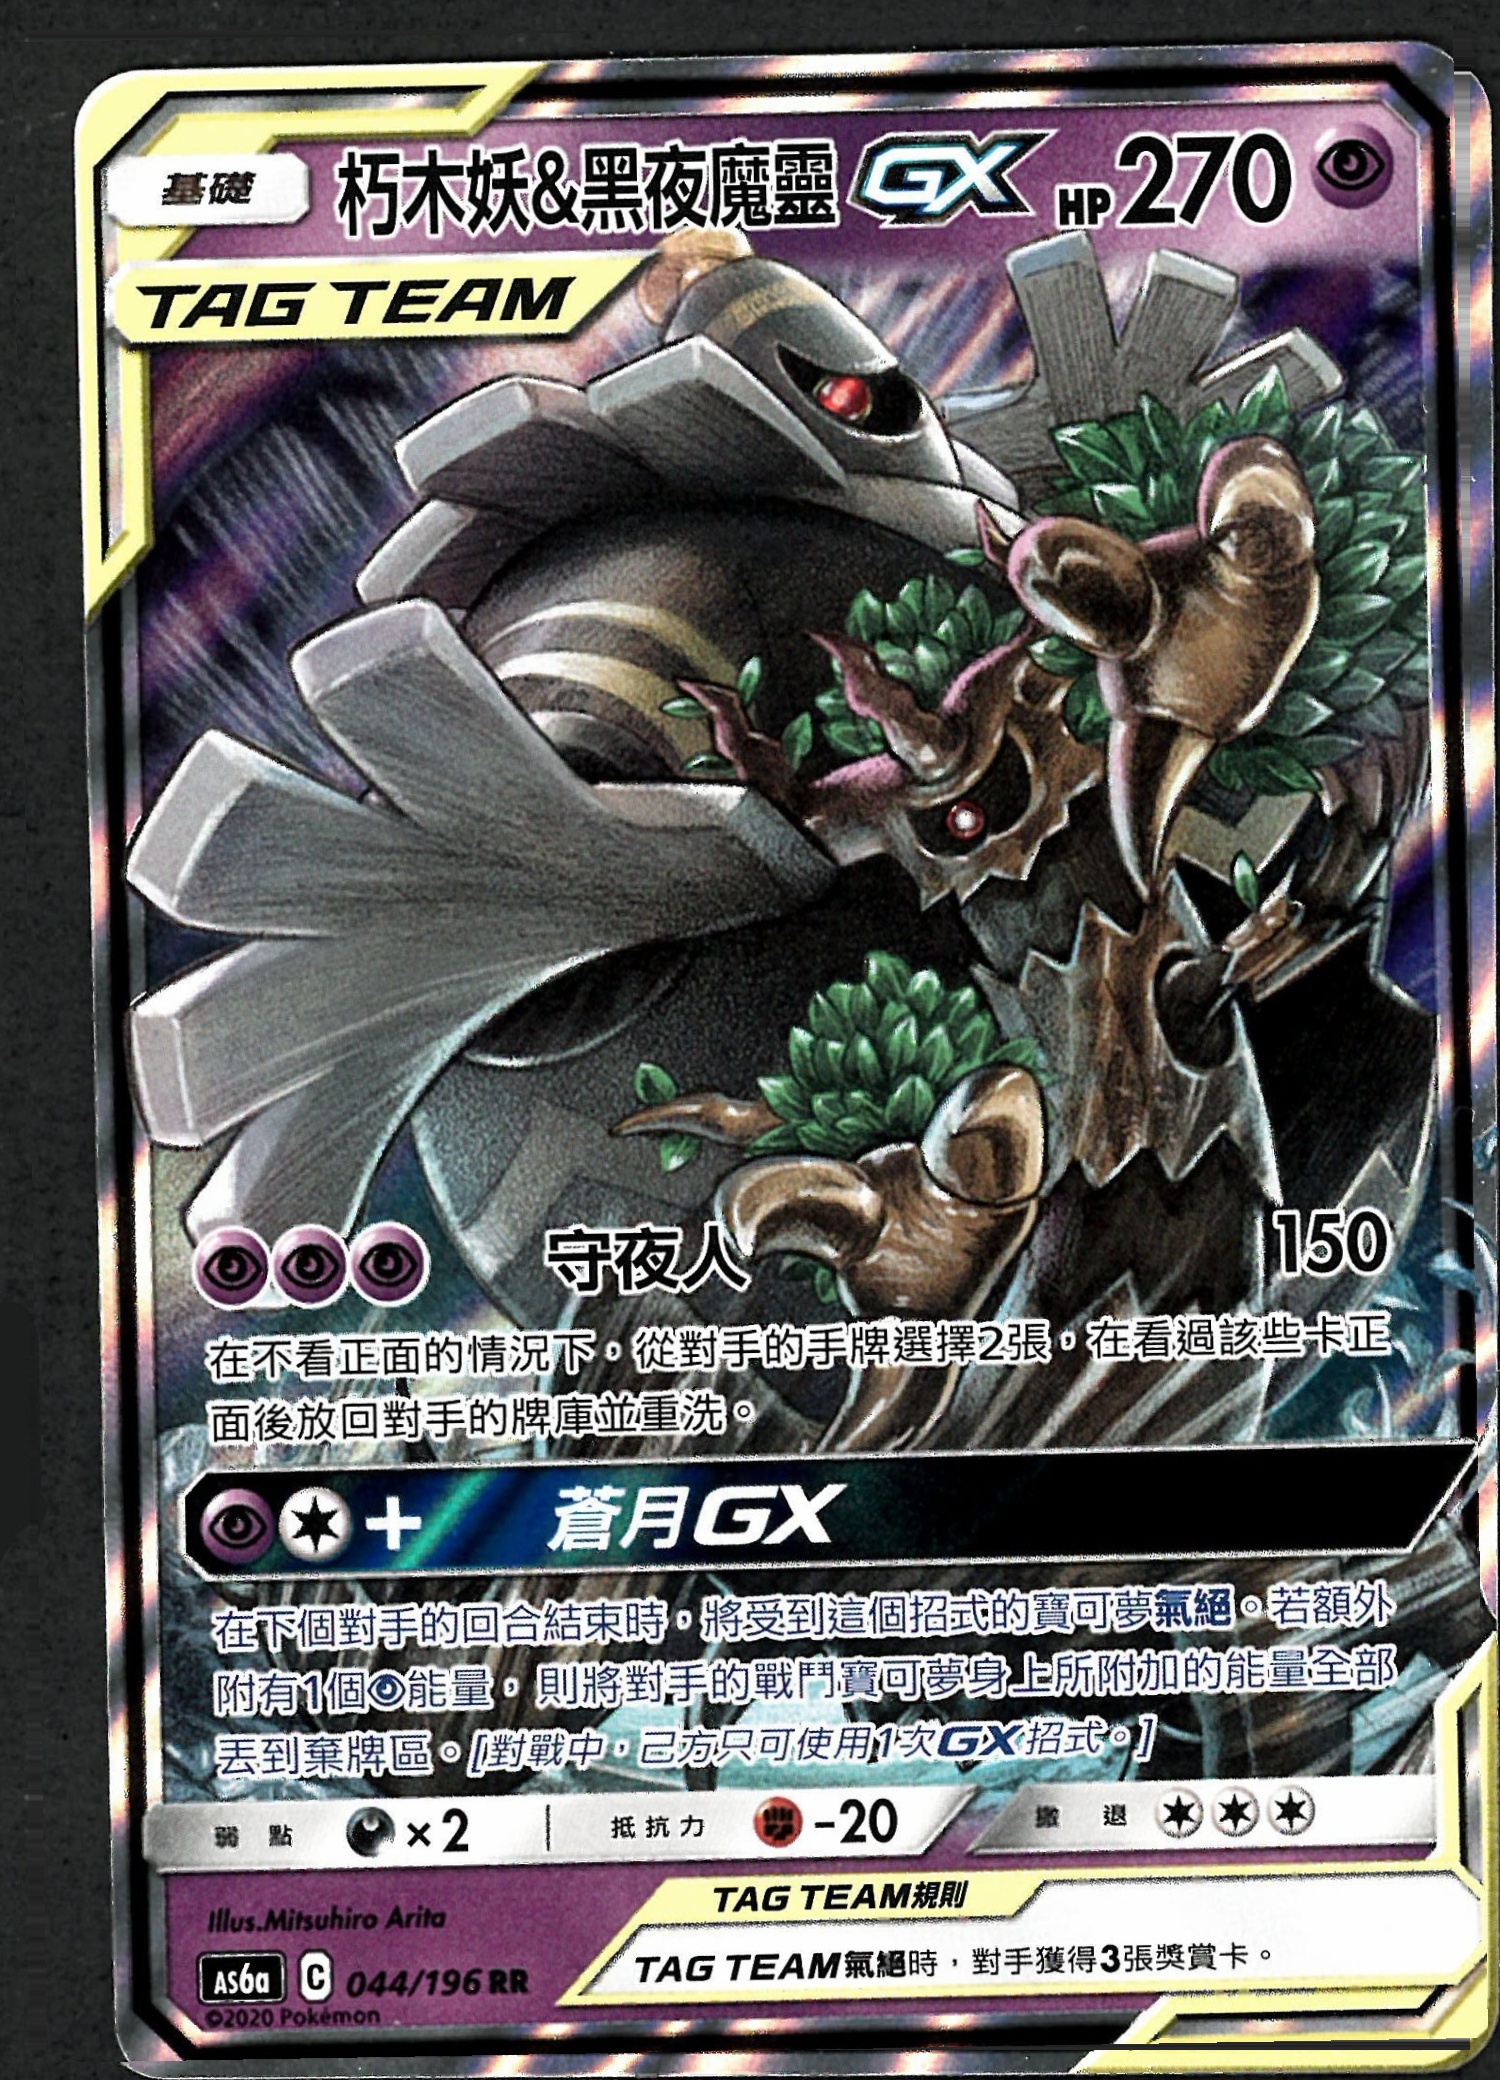 基礎
朽木妖&黑夜魔靈GX HP270
TAG TEAM
守夜人 150
在不看正面的情況下，從對手的手牌選擇2張，在看過該些卡正
面後放回對手的牌庫並重洗。
+ 蒼月GX
在下個對手的回合結束時，將受到這個招式的寶可夢氣絕。若額外
附有1個能量，則將對手的戰鬥寶可夢身上所附加的能量全部
丟到棄牌區。[對戰中，己方只可使用1次GX招式。]
弱點 ×2 抵抗力 -20 撤退
TAG TEAM規則
Illus.Mitsuhiro Arita
TAG TEAM氣絕時，對手獲得3張獎賞卡。
AS6a C 044/196 RR
©2020 Pokémon